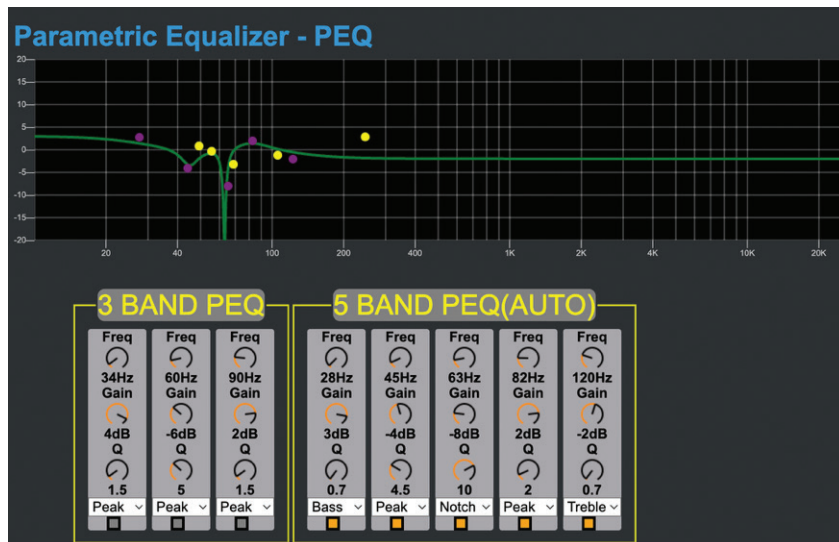 Parametric Equalizer - PEQ
20
15
10
5
0
-5
-10
-15
-20
20 40 100 200 400 1K 2K 4K 10K 20K
3 BAND PEQ 5 BAND PEQ(AUTO)
Freq Freq Freq Freq Freq Freq Freq Freq
34Hz 60Hz 90Hz 28Hz 45Hz 63Hz 82Hz 120Hz
Gain Gain Gain Gain Gain Gain Gain Gain
4dB -6dB 2dB 3dB -4dB -8dB 2dB -2dB
Q Q Q Q Q Q Q Q
1.5 5 1.5 0.7 4.5 10 2 0.7
Peak Peak Peak Bass Peak Notch Peak Treble